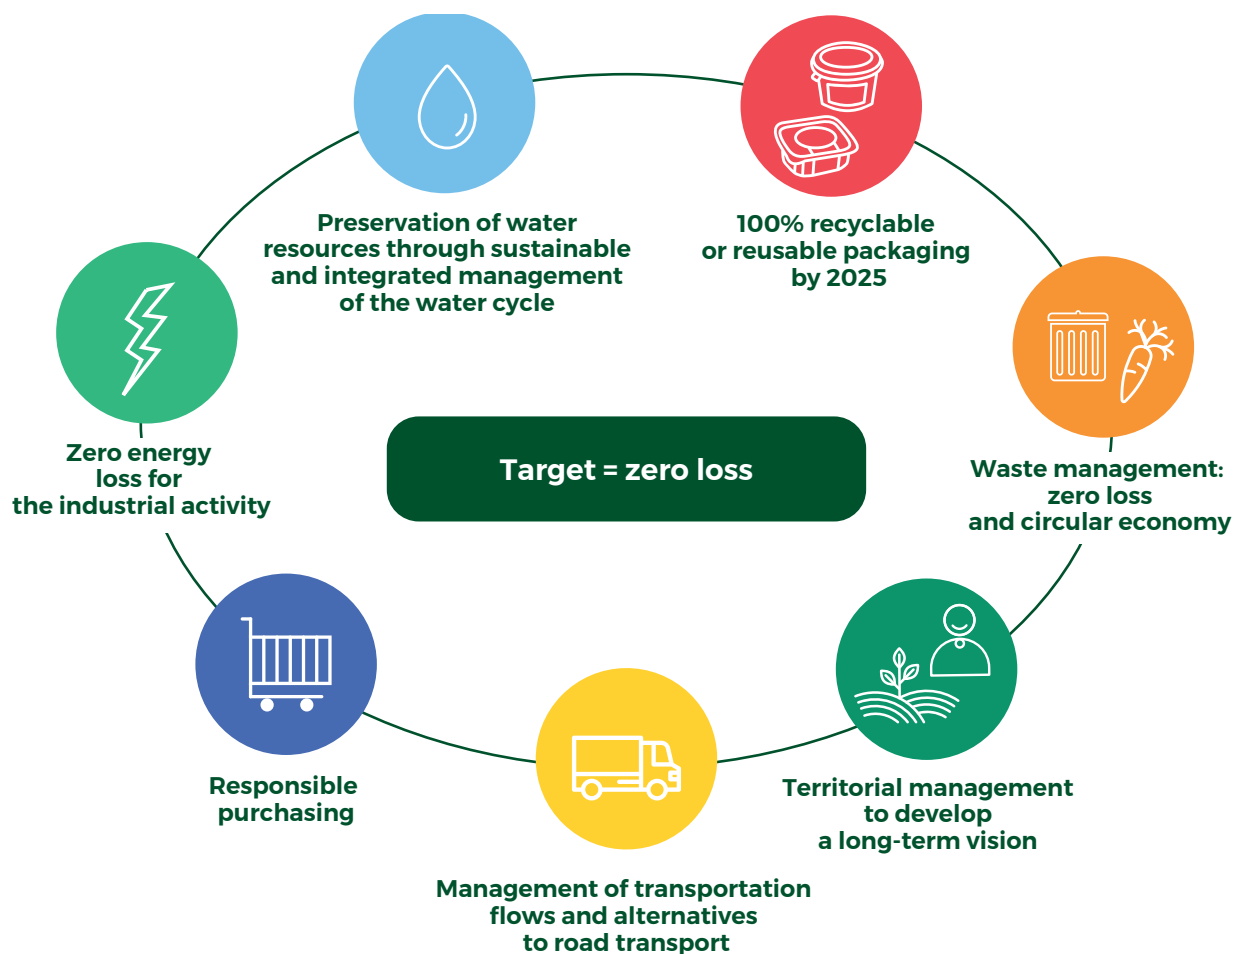 Preservation of water
resources through sustainable
and integrated management
of the water cycle
100% recyclable
or reusable packaging
by 2025
Zero energy
loss for
the industrial activity
Target = zero loss
Waste management:
zero loss
and circular economy
Responsible
purchasing
Territorial management
to develop
a long-term vision
Management of transportation
flows and alternatives
to road transport